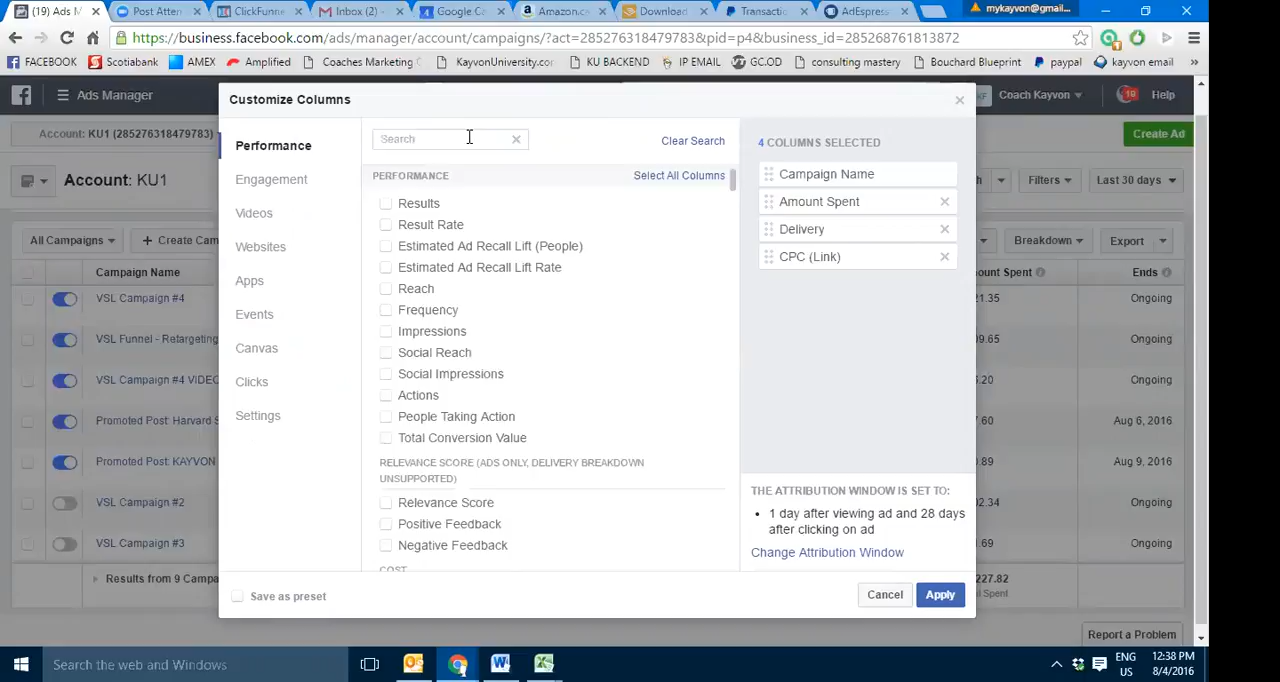 (19) Ads M
Post Atten
ClickFunne
Inbox (2) -
Google Ca
Amazon.c
Download
Transactio
AdEspress
mykayvon@gmail...
https://business.facebook.com/ads/manager/account/campaigns/?act=285276318479783&pid=p4&business_id=285268761813872
FACEBOOK
Scotiabank
AMEX
Amplified
Coaches Marketing
KayvonUniversity.co
KU BACKEND
IP EMAIL
GC.OD
consulting mastery
Bouchard Blueprint
paypal
kayvon email
»
Ads Manager
Customize Columns
KF
Coach Kayvon
Help
Account: KU1 (285276318479783)
Create Ad
Account: KU1
Filters
Last 30 days
All Campaigns
+ Create Cam
Breakdown
Export
Campaign Name
ount Spent
Ends
VSL Campaign #4
21.35
Ongoing
VSL Funnel - Retargeting
09.65
Ongoing
VSL Campaign #4 VIDEO
.20
Ongoing
Promoted Post: Harvard S
.60
Aug 6, 2016
Promoted Post: KAYVON
0.89
Aug 9, 2016
VSL Campaign #2
02.34
Ongoing
VSL Campaign #3
.69
Ongoing
Results from 9 Campa
227.82
Spent
Report a Problem
Performance
Engagement
Videos
Websites
Apps
Events
Canvas
Clicks
Settings
Search
Clear Search
PERFORMANCE
Select All Columns
Results
Result Rate
Estimated Ad Recall Lift (People)
Estimated Ad Recall Lift Rate
Reach
Frequency
Impressions
Social Reach
Social Impressions
Actions
People Taking Action
Total Conversion Value
RELEVANCE SCORE (ADS ONLY, DELIVERY BREAKDOWN
UNSUPPORTED)
Relevance Score
Positive Feedback
Negative Feedback
COST
4 COLUMNS SELECTED
Campaign Name
Amount Spent
Delivery
CPC (Link)
THE ATTRIBUTION WINDOW IS SET TO:
• 1 day after viewing ad and 28 days
after clicking on ad
Change Attribution Window
Save as preset
Cancel
Apply
Search the web and Windows
ENG
US
12:38 PM
8/4/2016